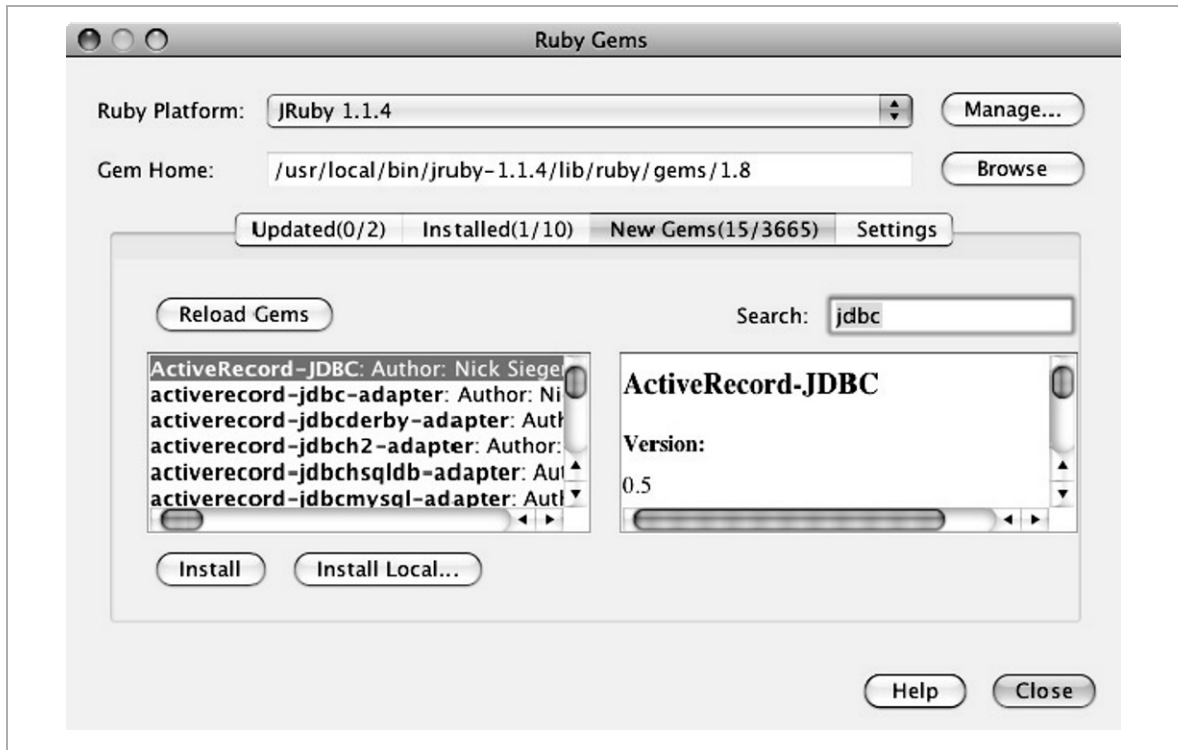 Ruby Gems
Ruby Platform: JRuby 1.1.4 Manage...
Gem Home: /usr/local/bin/jruby-1.1.4/lib/ruby/gems/1.8 Browse
Updated(0/2) Installed(1/10) New Gems(15/3665) Settings
Reload Gems Search: jdbc
ActiveRecord-JDBC: Author: Nick Sieger
activerecord-jdbc-adapter: Author: Ni
activerecord-jdbcderby-adapter: Auth
activerecord-jdbch2-adapter: Author:
activerecord-jdbchsqldb-adapter: Aut
activerecord-jdbcmysql-adapter: Auth
ActiveRecord-JDBC
Version:
0.5
Install Install Local...
Help Close